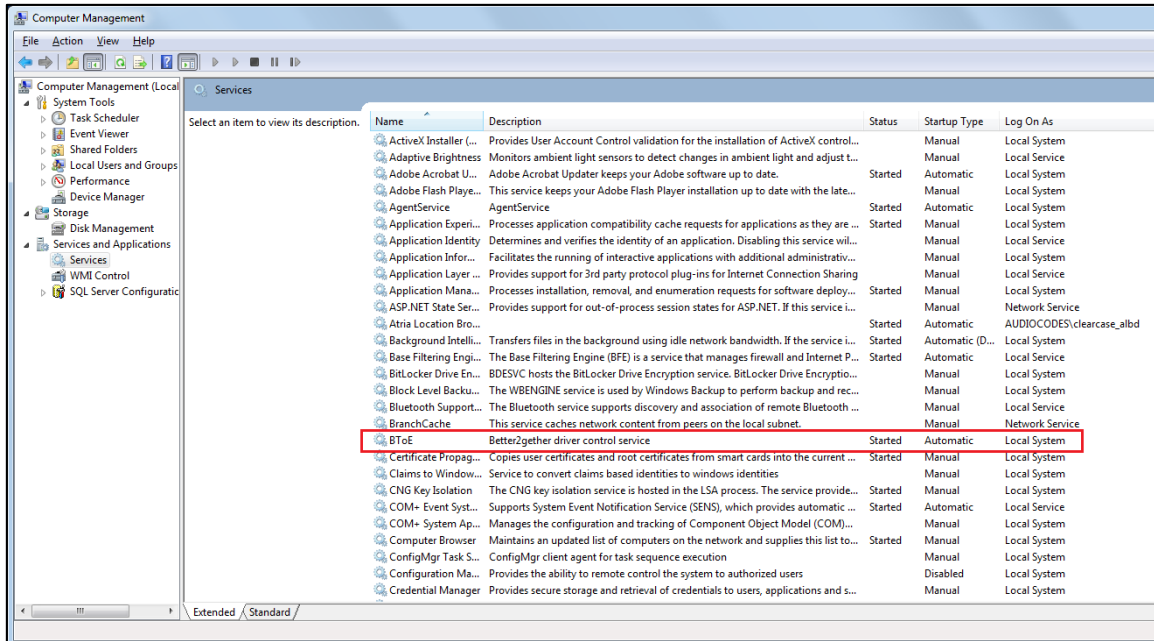 Computer Management
File Action View Help
Computer Management (Local
System Tools
Task Scheduler
Event Viewer
Shared Folders
Local Users and Groups
Performance
Device Manager
Storage
Disk Management
Services and Applications
Services
WMI Control
SQL Server Configuratic
Services
Select an item to view its description.
Name Description Status Startup Type Log On As
ActiveX Installer (... Provides User Account Control validation for the installation of ActiveX control... Manual Local System
Adaptive Brightness Monitors ambient light sensors to detect changes in ambient light and adjust t... Manual Local Service
Adobe Acrobat U... Adobe Acrobat Updater keeps your Adobe software up to date. Started Automatic Local System
Adobe Flash Playe... This service keeps your Adobe Flash Player installation up to date with the late... Manual Local System
AgentService AgentService Started Automatic Local System
Application Experi... Processes application compatibility cache requests for applications as they are ... Started Manual Local System
Application Identity Determines and verifies the identity of an application. Disabling this service wil... Manual Local Service
Application Infor... Facilitates the running of interactive applications with additional administrativ... Manual Local System
Application Layer ... Provides support for 3rd party protocol plug-ins for Internet Connection Sharing Manual Local Service
Application Mana... Processes installation, removal, and enumeration requests for software deploy... Started Manual Local System
ASP.NET State Ser... Provides support for out-of-process session states for ASP.NET. If this service i... Manual Network Service
Atria Location Bro... Started Automatic AUDIOCODES\clearcase_albd
Background Intelli... Transfers files in the background using idle network bandwidth. If the service i... Started Automatic (D... Local System
Base Filtering Engi... The Base Filtering Engine (BFE) is a service that manages firewall and Internet P... Started Automatic Local Service
BitLocker Drive En... BDESVC hosts the BitLocker Drive Encryption service. BitLocker Drive Encryptio... Manual Local System
Block Level Backu... The WBENGINE service is used by Windows Backup to perform backup and rec... Manual Local System
Bluetooth Support... The Bluetooth service supports discovery and association of remote Bluetooth ... Manual Local Service
BranchCache This service caches network content from peers on the local subnet. Manual Network Service
BToE Better2gether driver control service Started Automatic Local System
Certificate Propag... Copies user certificates and root certificates from smart cards into the current ... Started Manual Local System
Claims to Window... Service to convert claims based identities to windows identities Manual Local System
CNG Key Isolation The CNG key isolation service is hosted in the LSA process. The service provide... Started Manual Local System
COM+ Event Syst... Supports System Event Notification Service (SENS), which provides automatic ... Started Automatic Local Service
COM+ System Ap... Manages the configuration and tracking of Component Object Model (COM)... Manual Local System
Computer Browser Maintains an updated list of computers on the network and supplies this list to... Started Manual Local System
ConfigMgr Task S... ConfigMgr client agent for task sequence execution Manual Local System
Configuration Ma... Provides the ability to remote control the system to authorized users Disabled Local System
Credential Manager Provides secure storage and retrieval of credentials to users, applications and s... Manual Local System
Extended Standard